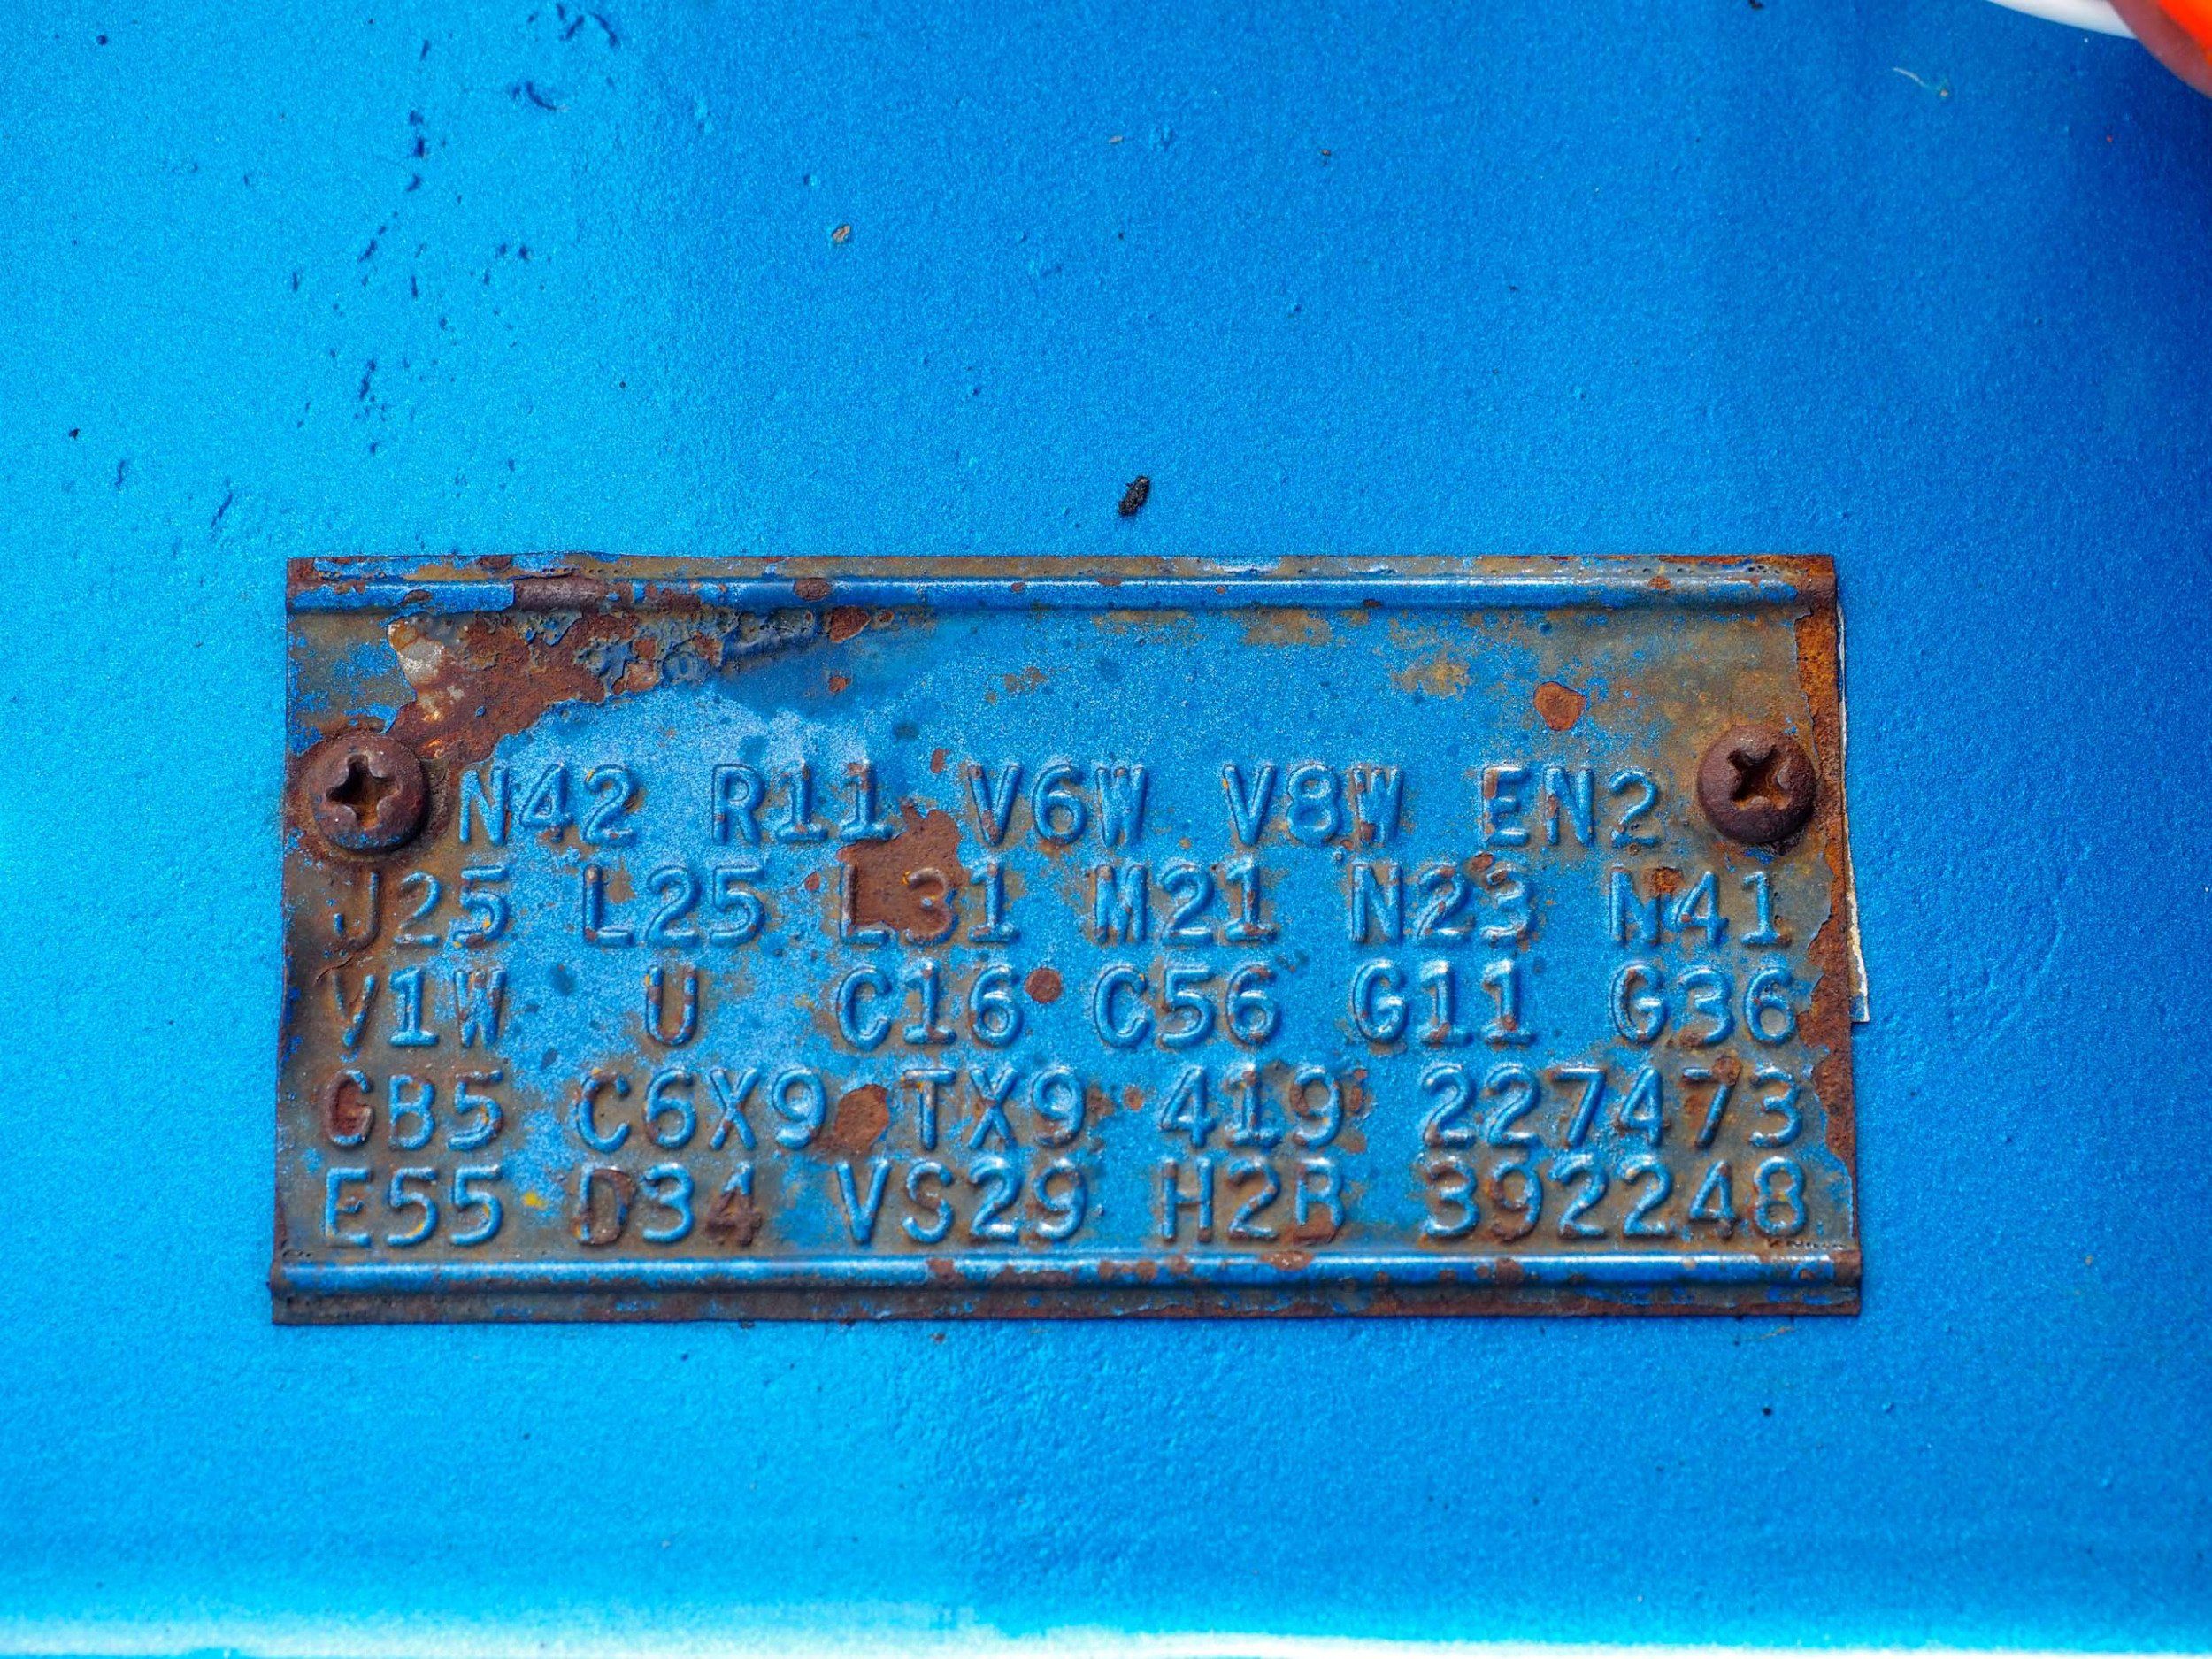 N42 R11 V6W V8W EN2
J25 L25 L31 M21 N23 N41
V1W U C16 C56 G11 G36
GB5 C6X9 TX9 419 227473
E55 D34 VS29 H2B 392248